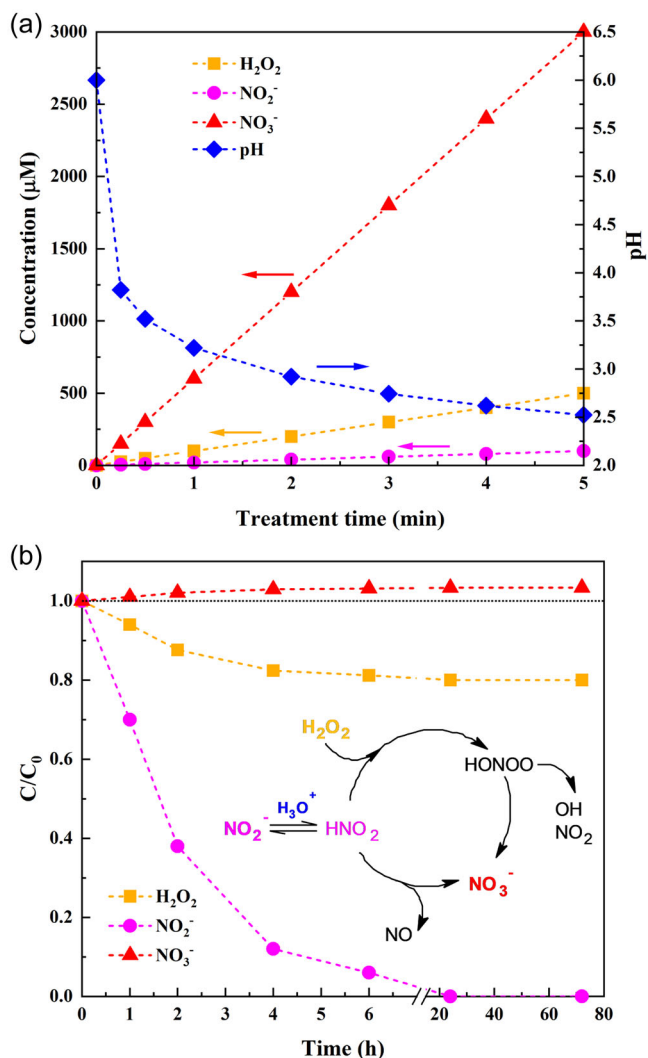 (a)
3000
2500
2000
1500
1000
500
0
Concentration (μM)
6.5
6.0
5.5
5.0
4.5
4.0
3.5
3.0
2.5
2.0
pH
H₂O₂
NO₂⁻
NO₃⁻
pH
0 1 2 3 4 5
Treatment time (min)
(b)
1.0
0.8
0.6
0.4
0.2
0.0
C/C₀
H₂O₂
HONOO
OH
NO₂
NO₂⁻ H₃O⁺ HNO₂
NO₃⁻
NO
H₂O₂
NO₂⁻
NO₃⁻
0 1 2 3 4 5 6 20 40 60 80
Time (h)